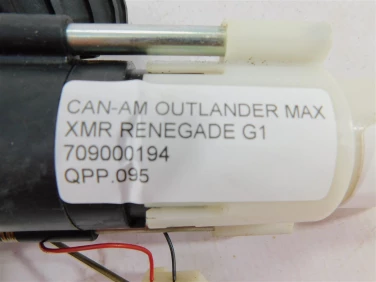 CAN-AM OUTLANDER MAX
XMR RENEGADE G1
709000194
QPP.095